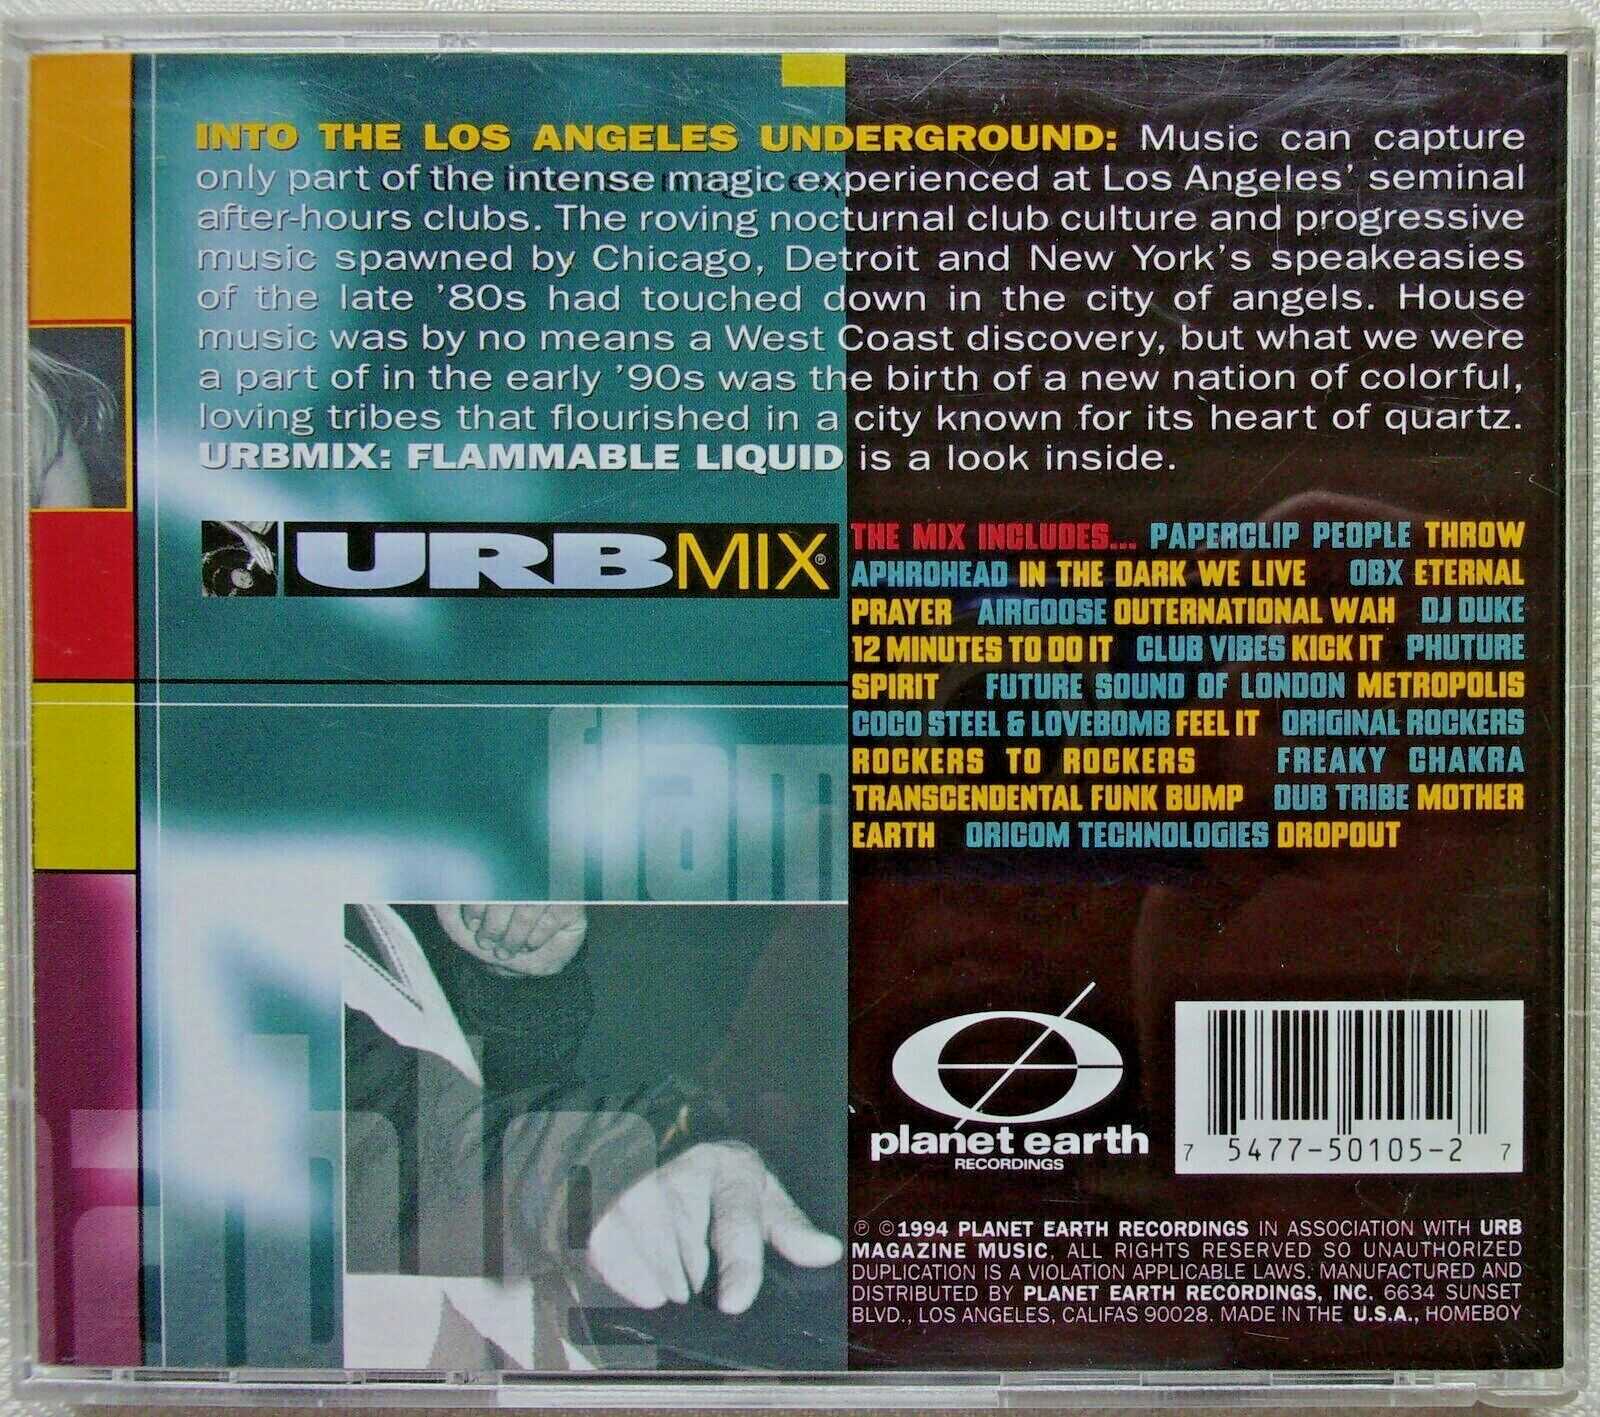 INTO THE LOS ANGELES UNDERGROUND: Music can capture
only part of the intense magic experienced at Los Angeles' seminal
after-hours clubs. The roving nocturnal club culture and progressive
music spawned by Chicago, Detroit and New York's speakeasies
of the late '80s had touched down in the city of angels. House
music was by no means a West Coast discovery, but what we were
a part of in the early '90s was the birth of a new nation of colorful,
loving tribes that flourished in a city known for its heart of quartz.
URBMIX: FLAMMABLE LIQUID is a look inside.
URBMIX®
THE MIX INCLUDES... PAPERCLIP PEOPLE THROW
APHROHEAD IN THE DARK WE LIVE OBX ETERNAL
PRAYER AIRGOOSE OUTERNATIONAL WAH DJ DUKE
12 MINUTES TO DO IT CLUB VIBES KICK IT PHUTURE
SPIRIT FUTURE SOUND OF LONDON METROPOLIS
COCO STEEL & LOVEBOMB FEEL IT ORIGINAL ROCKERS
ROCKERS TO ROCKERS FREAKY CHAKRA
TRANSCENDENTAL FUNK BUMP DUB TRIBE MOTHER
EARTH ORICOM TECHNOLOGIES DROPOUT
flam
planet earth
RECORDINGS
7 5477-50105-2 7
℗ ©1994 PLANET EARTH RECORDINGS IN ASSOCIATION WITH URB
MAGAZINE MUSIC, ALL RIGHTS RESERVED SO UNAUTHORIZED
DUPLICATION IS A VIOLATION APPLICABLE LAWS. MANUFACTURED AND
DISTRIBUTED BY PLANET EARTH RECORDINGS, INC. 6634 SUNSET
BLVD., LOS ANGELES, CALIFAS 90028. MADE IN THE U.S.A., HOMEBOY